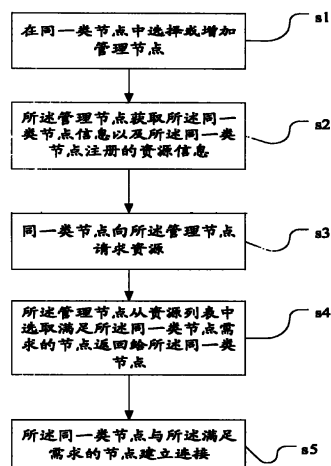 在同一类节点中选择或增加
管理节点
s1
所述管理节点获取所述同一
类节点信息以及所述同一类
节点注册的资源信息
s2
同一类节点向所述管理节点
请求资源
s3
所述管理节点从资源列表中
选取满足所述同一类节点需
求的节点返回给所述同一类
节点
s4
所述同一类节点与所述满足
需求的节点建立连接
s5